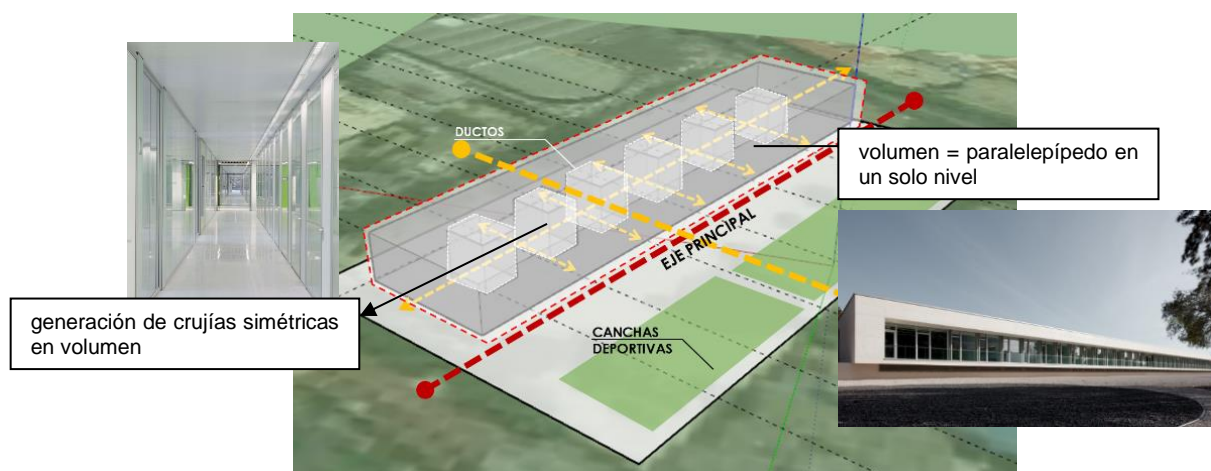 DUCTOS
volumen = paralelepípedo en
un solo nivel
EJE PRINCIPAL
generación de crujías simétricas
en volumen
CANCHAS
DEPORTIVAS